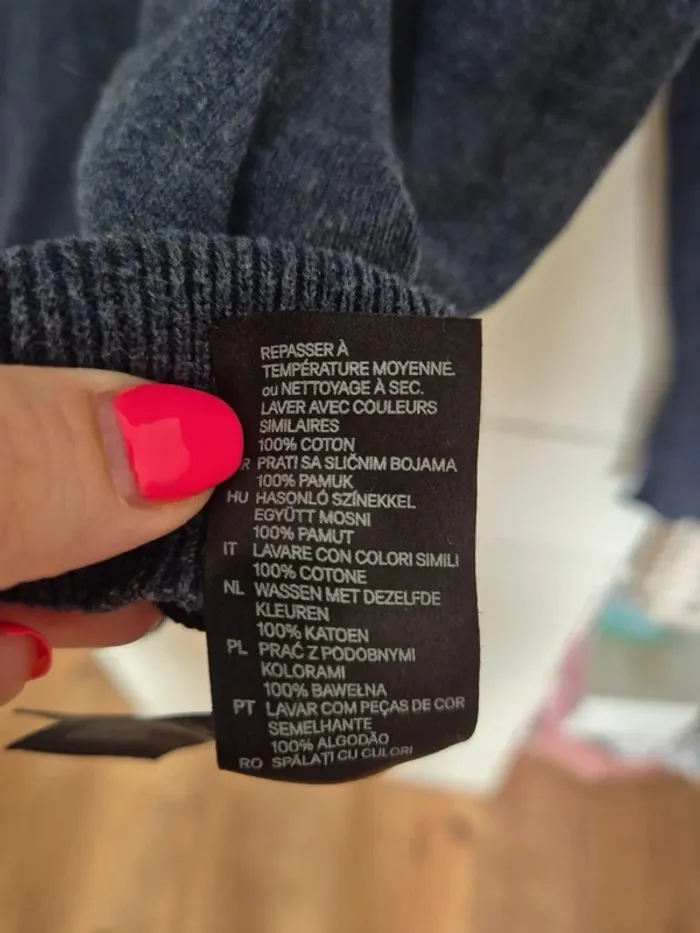 REPASSER À
TEMPÉRATURE MOYENNE.
ou NETTOYAGE À SEC.
LAVER AVEC COULEURS
SIMILAIRES
100% COTON
PRATI SA SLIČNIM BOJAMA
100% PAMUK
HU HASONLÓ SZÍNEKKEL
EGYÜTT MOSNI
100% PAMUT
IT LAVARE CON COLORI SIMILI
100% COTONE
NL WASSEN MET DEZELFDE
KLEUREN
100% KATOEN
PL PRAĆ Z PODOBNYMI
KOLORAMI
100% BAWEŁNA
PT LAVAR COM PEÇAS DE COR
SEMELHANTE
100% ALGODÃO
RO SPĂLAȚI CU CULORI